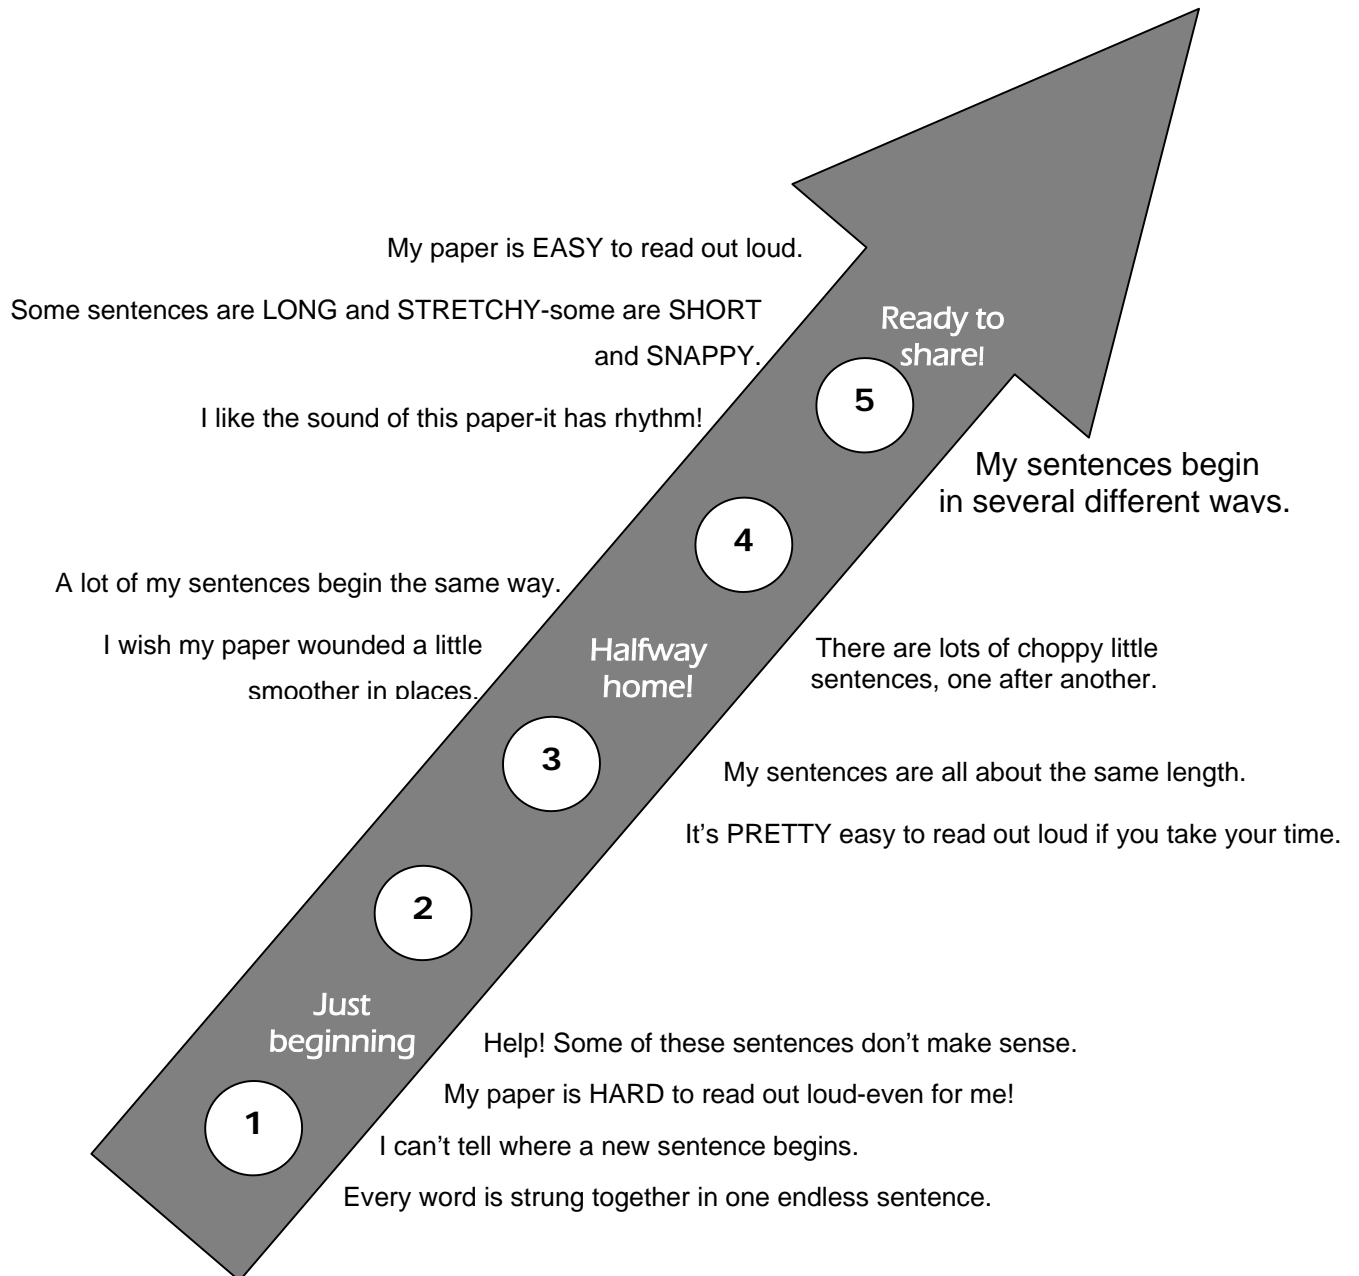 My paper is EASY to read out loud.
Some sentences are LONG and STRETCHY-some are SHORT
and SNAPPY.
I like the sound of this paper-it has rhythm!
Ready to
share!
5
My sentences begin
in several different ways.
4
A lot of my sentences begin the same way.
I wish my paper wounded a little
smoother in places.
Halfway
home!
There are lots of choppy little
sentences, one after another.
3
My sentences are all about the same length.
It's PRETTY easy to read out loud if you take your time.
2
Just
beginning
Help! Some of these sentences don't make sense.
My paper is HARD to read out loud-even for me!
1
I can't tell where a new sentence begins.
Every word is strung together in one endless sentence.